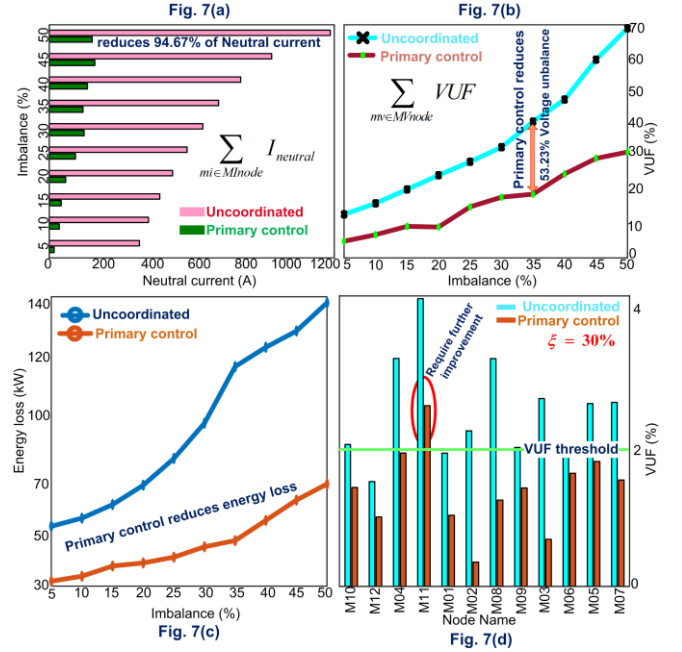 Fig. 7(a)
reduces 94.67% of Neutral current
Imbalance (%)
50
45
40
35
30
25
20
15
10
5
∑ I neutral
mi∈MInode
Uncoordinated
Primary control
0 200 400 600 800 1000 1200
Neutral current (A)
Fig. 7(b)
Uncoordinated
Primary control
∑ VUF
mv∈MVnode
Primary control reduces
53.23% Voltage unbalance
70
60
50
40
30
20
10
0
VUF (%)
5 10 15 20 25 30 35 40 45 50
Imbalance (%)
140
120
100
70
50
30
Energy loss (kW)
Uncoordinated
Primary control
Primary control reduces energy loss
5 10 15 20 25 30 35 40 45 50
Imbalance (%)
Fig. 7(c)
Uncoordinated
Primary control
ξ = 30%
Require further
improvement
VUF threshold
4
2
0
VUF (%)
M10 M12 M04 M11 M01 M02 M08 M09 M03 M06 M05 M07
Node Name
Fig. 7(d)